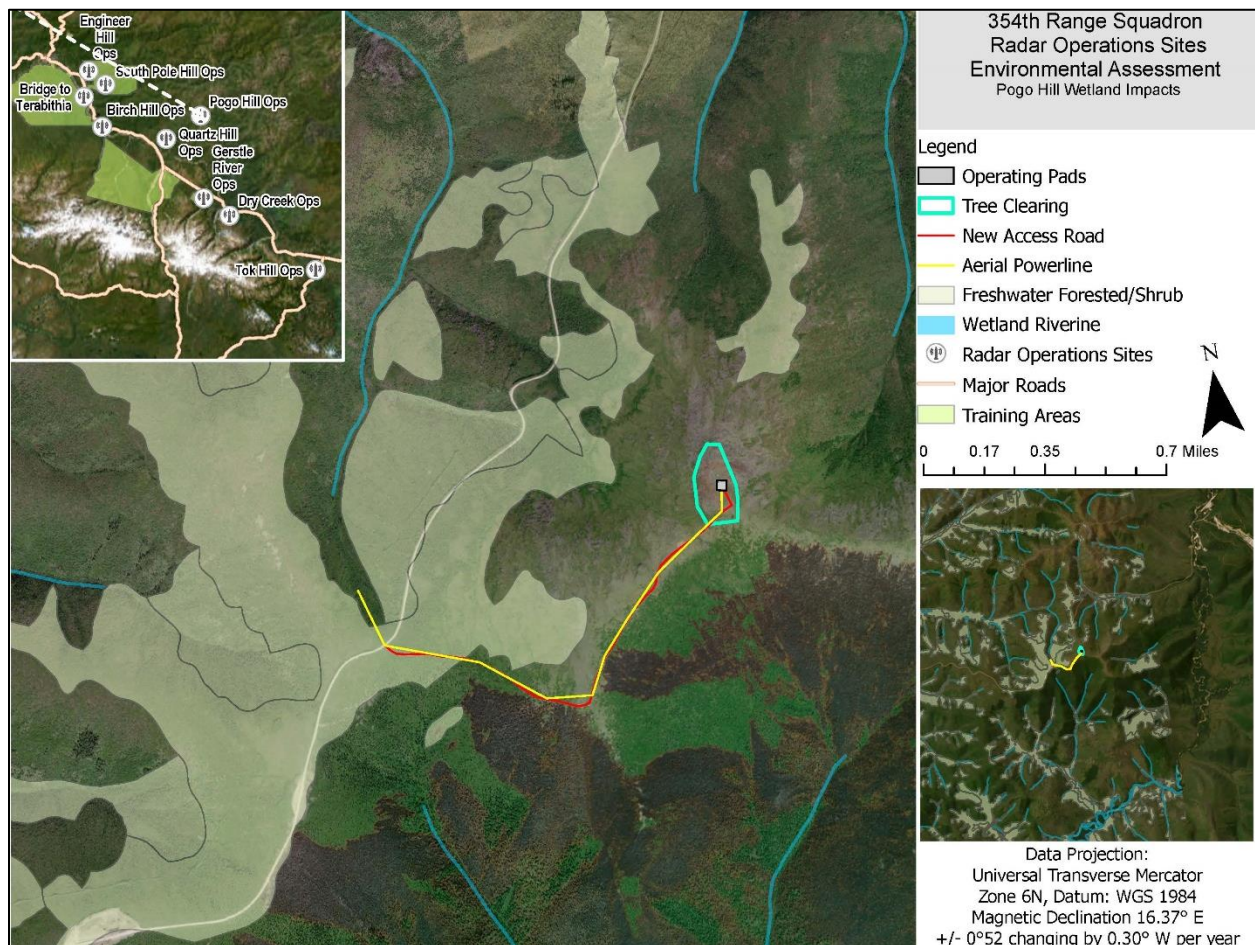 354th Range Squadron
Radar Operations Sites
Environmental Assessment
Pogo Hill Wetland Impacts
Engineer
Hill
Ops
South Pole Hill Ops
Bridge to
Terabithia
Birch Hill Ops
Pogo Hill Ops
Quartz Hill
Ops
Gerstle
River
Ops
Dry Creek Ops
Tok Hill Ops
Legend
Operating Pads
Tree Clearing
New Access Road
Aerial Powerline
Freshwater Forested/Shrub
Wetland Riverine
Radar Operations Sites
Major Roads
Training Areas
N
0 0.17 0.35 0.7 Miles
Data Projection:
Universal Transverse Mercator
Zone 6N, Datum: WGS 1984
Magnetic Declination 16.37° E
+/- 0°52 changing by 0.30° W per year